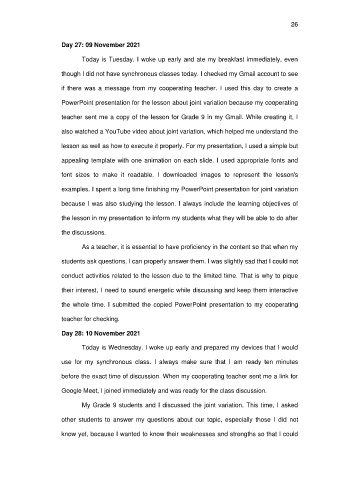 26
Day 27: 09 November 2021
Today is Tuesday. I woke up early and ate my breakfast immediately, even
though I did not have synchronous classes today. I checked my Gmail account to see
if there was a message from my cooperating teacher. I used this day to create a
PowerPoint presentation for the lesson about joint variation because my cooperating
teacher sent me a copy of the lesson for Grade 9 in my Gmail. While creating it, I
also watched a YouTube video about joint variation, which helped me understand the
lesson as well as how to execute it properly. For my presentation, I used a simple but
appealing template with one animation on each slide. I used appropriate fonts and
font sizes to make it readable. I downloaded images to represent the lesson's
examples. I spent a long time finishing my PowerPoint presentation for joint variation
because I was also studying the lesson. I always include the learning objectives of
the lesson in my presentation to inform my students what they will be able to do after
the discussions.
As a teacher, it is essential to have proficiency in the content so that when my
students ask questions, I can properly answer them. I was slightly sad that I could not
conduct activities related to the lesson due to the limited time. That is why to pique
their interest, I need to sound energetic while discussing and keep them interactive
the whole time. I submitted the copied PowerPoint presentation to my cooperating
teacher for checking.
Day 28: 10 November 2021
Today is Wednesday. I woke up early and prepared my devices that I would
use for my synchronous class. I always make sure that I am ready ten minutes
before the exact time of discussion. When my cooperating teacher sent me a link for
Google Meet, I joined immediately and was ready for the class discussion.
My Grade 9 students and I discussed the joint variation. This time, I asked
other students to answer my questions about our topic, especially those I did not
know yet, because I wanted to know their weaknesses and strengths so that I could